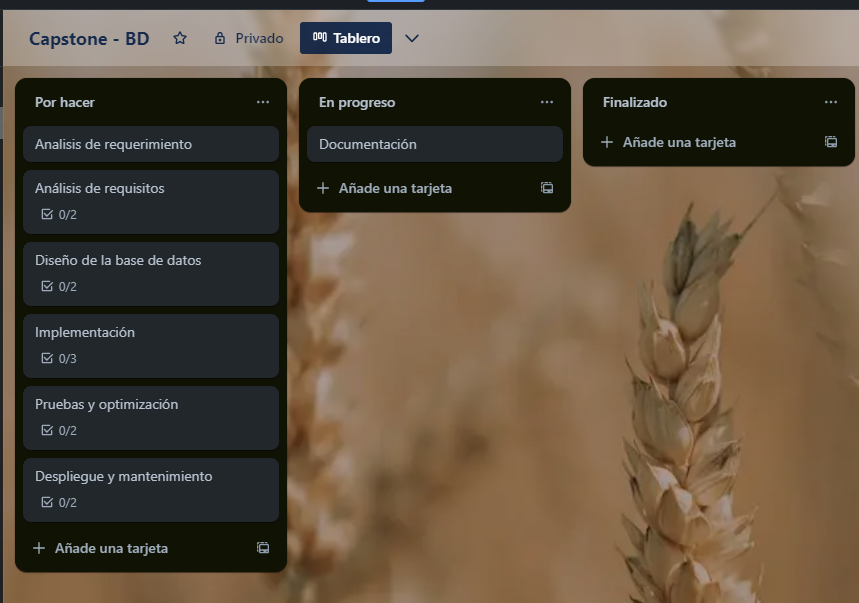 Capstone - BD
Privado
Tablero
Por hacer
Analisis de requerimiento
Análisis de requisitos
0/2
Diseño de la base de datos
0/2
Implementación
0/3
Pruebas y optimización
0/2
Despliegue y mantenimiento
0/2
Añade una tarjeta
En progreso
Documentación
Añade una tarjeta
Finalizado
Añade una tarjeta